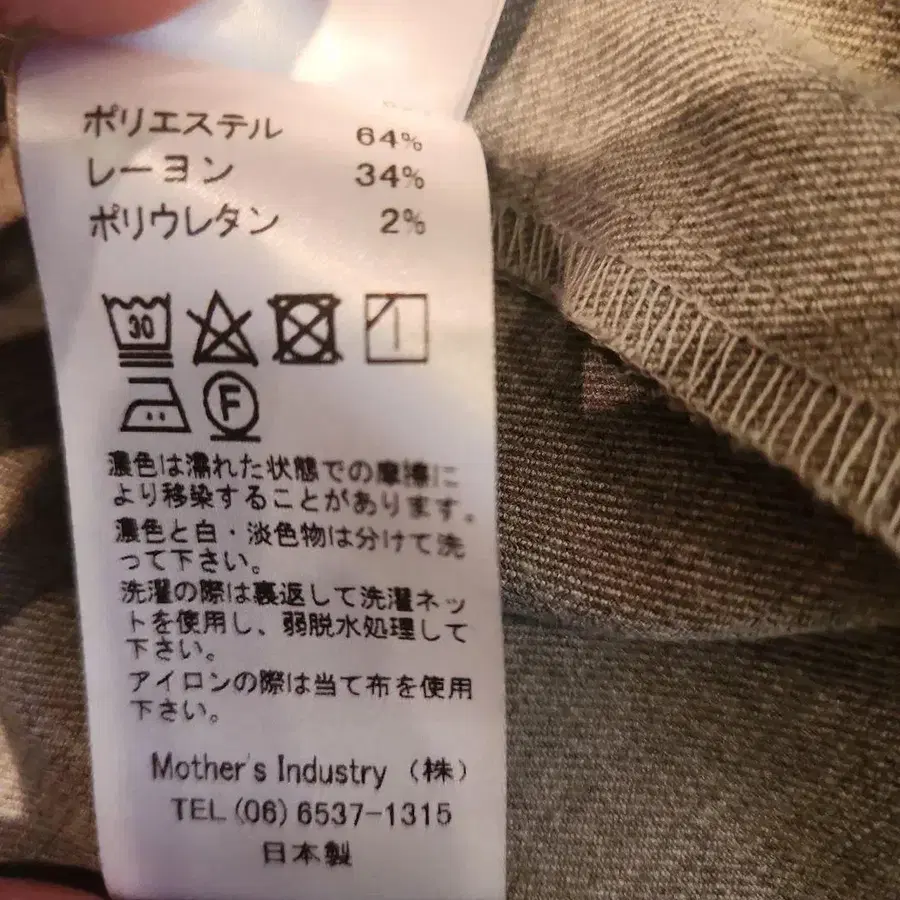 ポリエステル 64%
レーヨン 34%
ポリウレタン 2%
30
F
濃色は濡れた状態での摩擦に
より移染することがあります。
濃色と白・淡色物は分けて洗
って下さい。
洗濯の際は裏返して洗濯ネッ
トを使用し、弱脱水処理して
下さい。
アイロンの際は当て布を使用
下さい。
Mother's Industry (株)
TEL(06)6537-1315
日本製